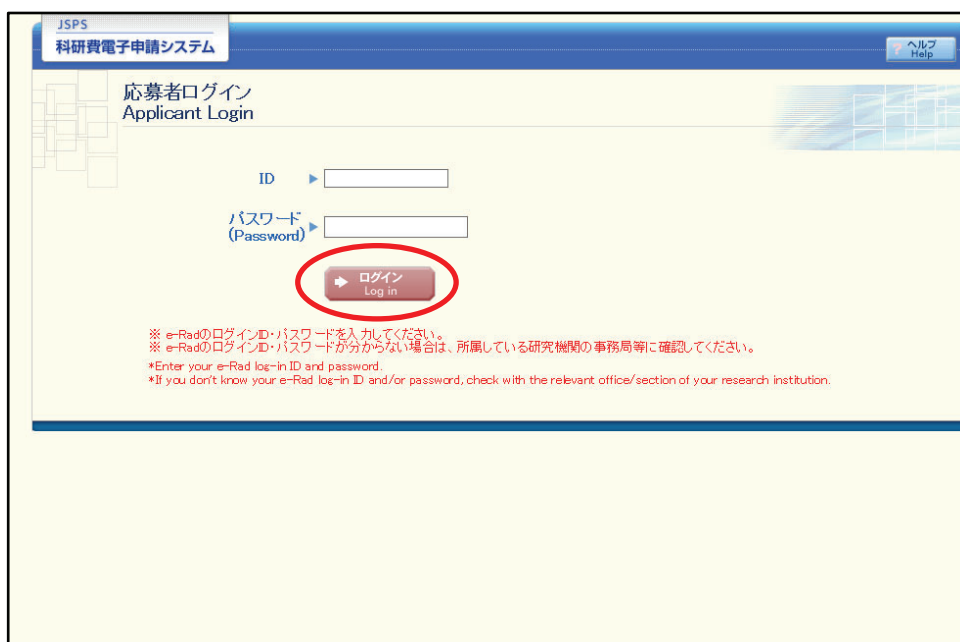 JSPS
科研費電子申請システム
? ヘルプ
Help
応募者ログイン
Applicant Login
ID
パスワード
(Password)
ログイン
Log in
※ e-RadのログインID・パスワードを入力してください。
※ e-RadのログインID・パスワードが分からない場合は、所属している研究機関の事務局等に確認してください。
*Enter your e-Rad log-in ID and password.
*If you don't know your e-Rad log-in ID and/or password, check with the relevant office/section of your research institution.